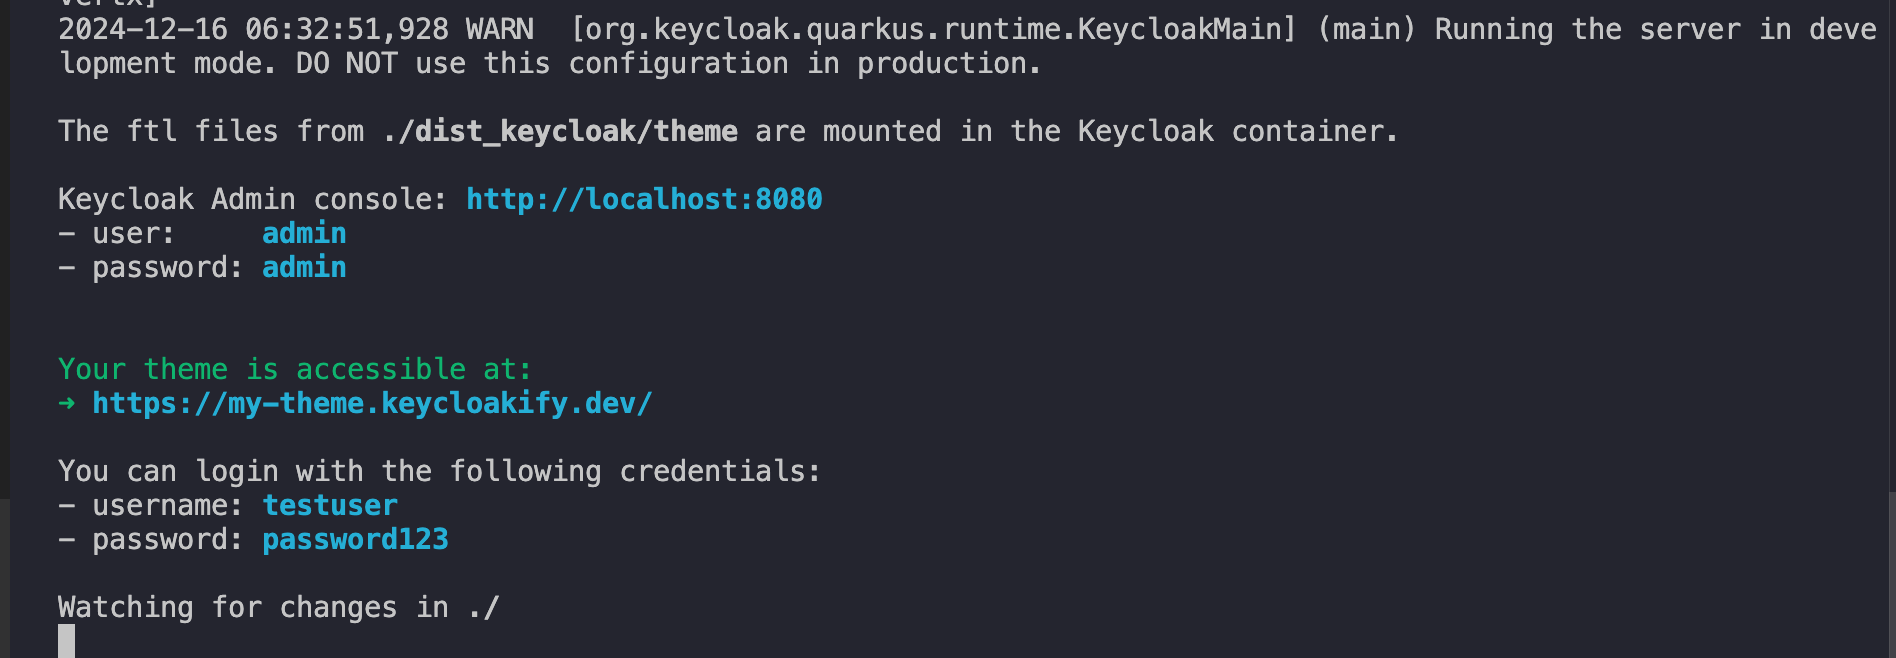 vertx]
2024-12-16 06:32:51,928 WARN  [org.keycloak.quarkus.runtime.KeycloakMain] (main) Running the server in deve
lopment mode. DO NOT use this configuration in production.
The ftl files from ./dist_keycloak/theme are mounted in the Keycloak container.
Keycloak Admin console: http://localhost:8080
- user:     admin
- password: admin
Your theme is accessible at:
➜ https://my-theme.keycloakify.dev/
You can login with the following credentials:
- username: testuser
- password: password123
Watching for changes in ./